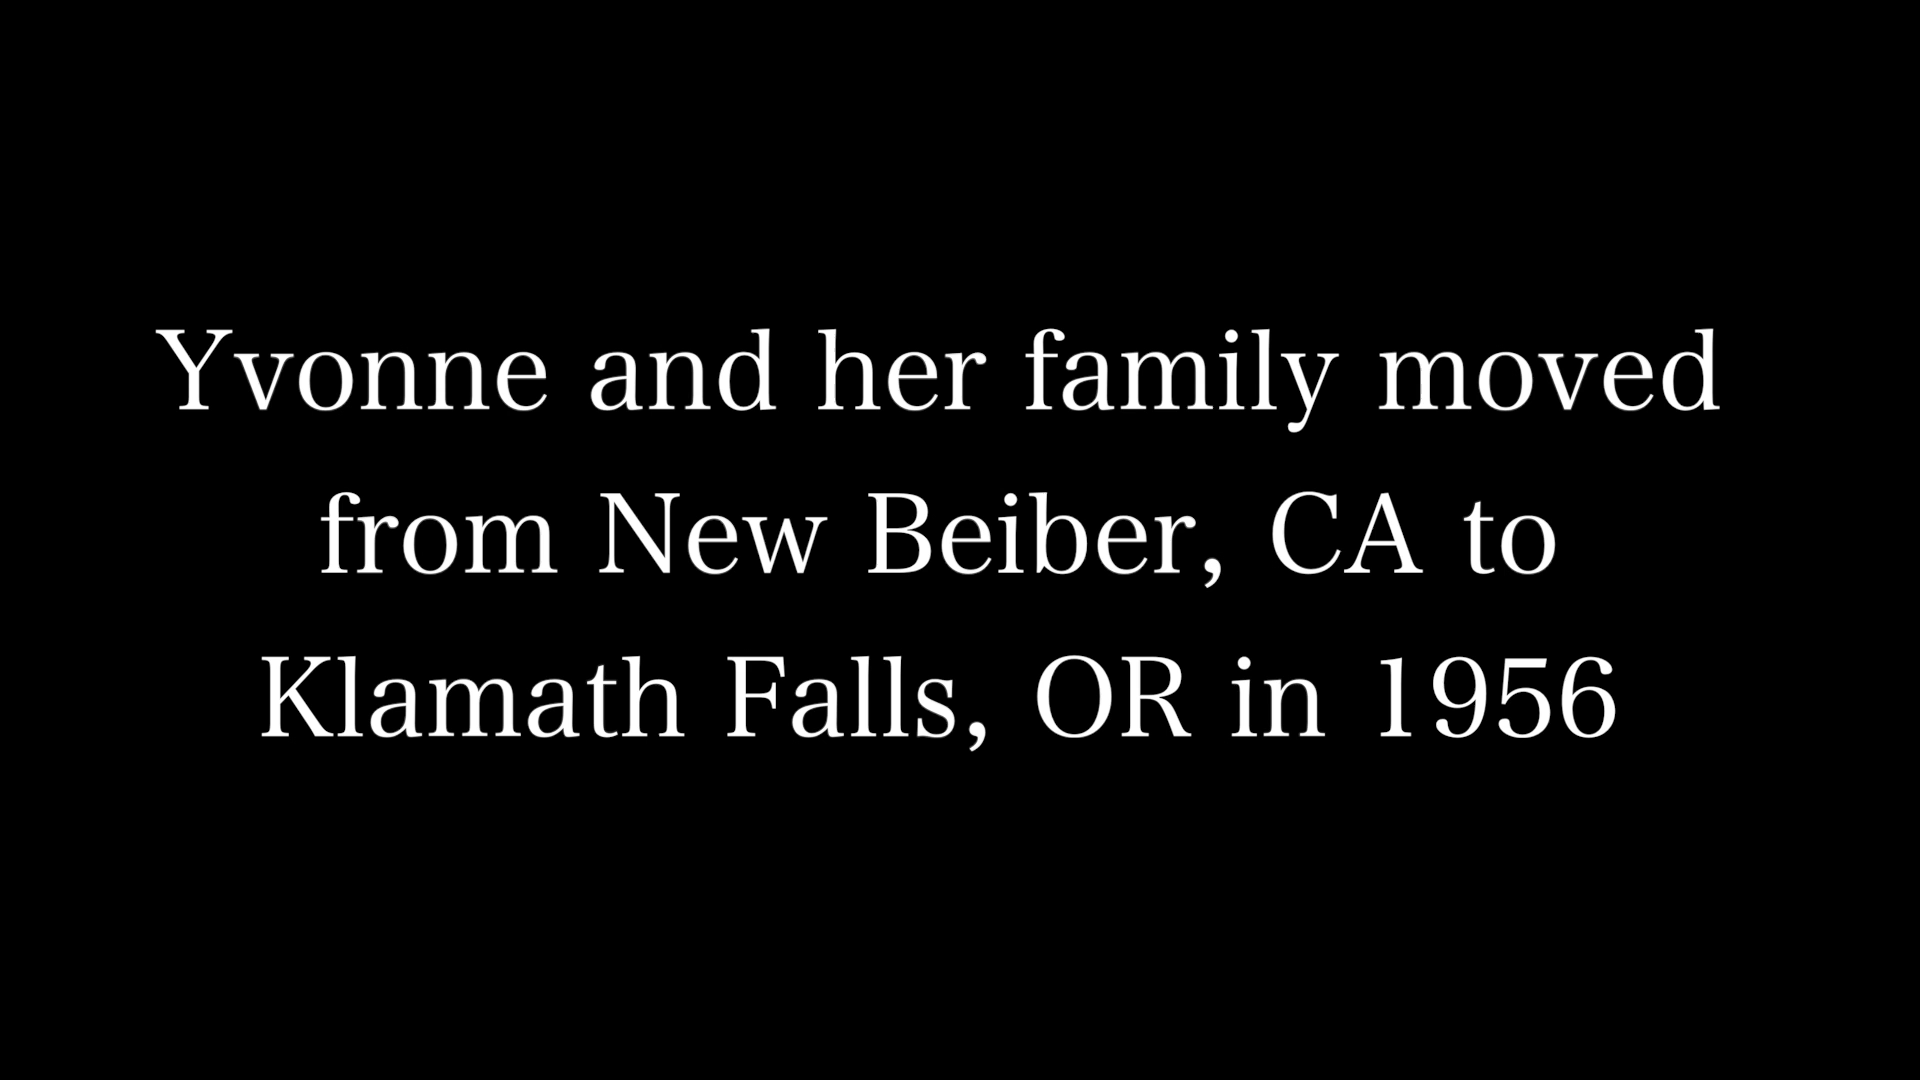 Yvonne and her family moved
from New Beiber, CA to
Klamath Falls, OR in 1956